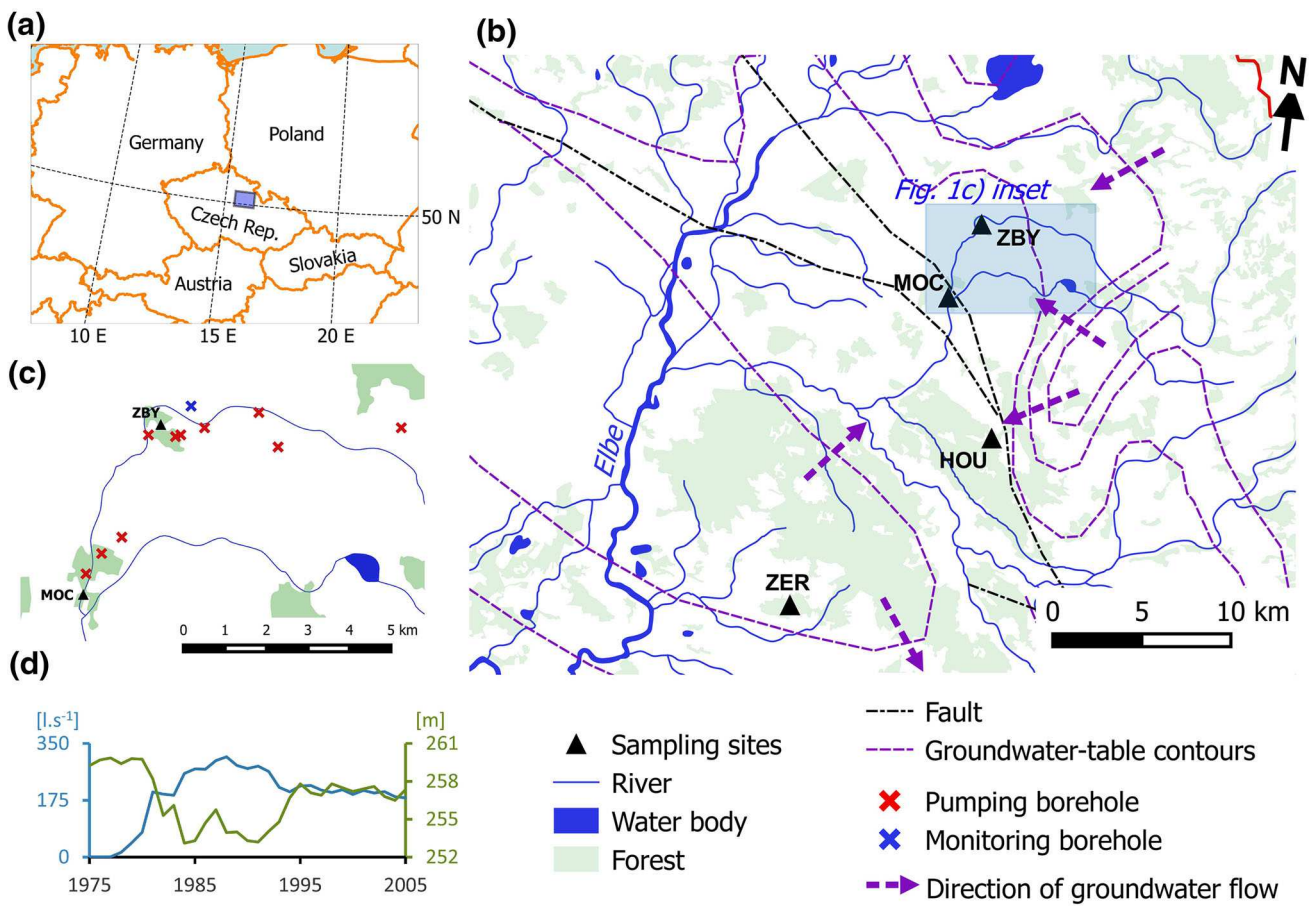 (a)
Germany
Poland
Czech Rep.
Slovakia
Austria
50 N
10 E
15 E
20 E
(b)
N
Fig. 1c) inset
ZBY
MOC
HOU
Elbe
ZER
0 5 10 km
(c)
ZBY
MOC
0 1 2 3 4 5 km
(d)
[l.s⁻¹] [m]
350 261
258
175
255
0 252
1975 1985 1995 2005
Sampling sites
River
Water body
Forest
Fault
Groundwater-table contours
Pumping borehole
Monitoring borehole
Direction of groundwater flow